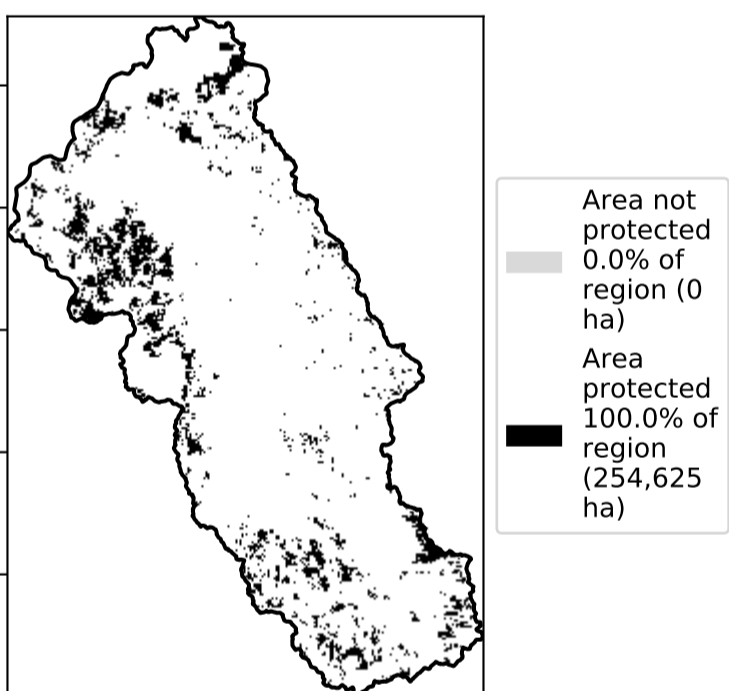 Area not
protected
0.0% of
region (0
ha)
Area
protected
100.0% of
region
(254,625
ha)